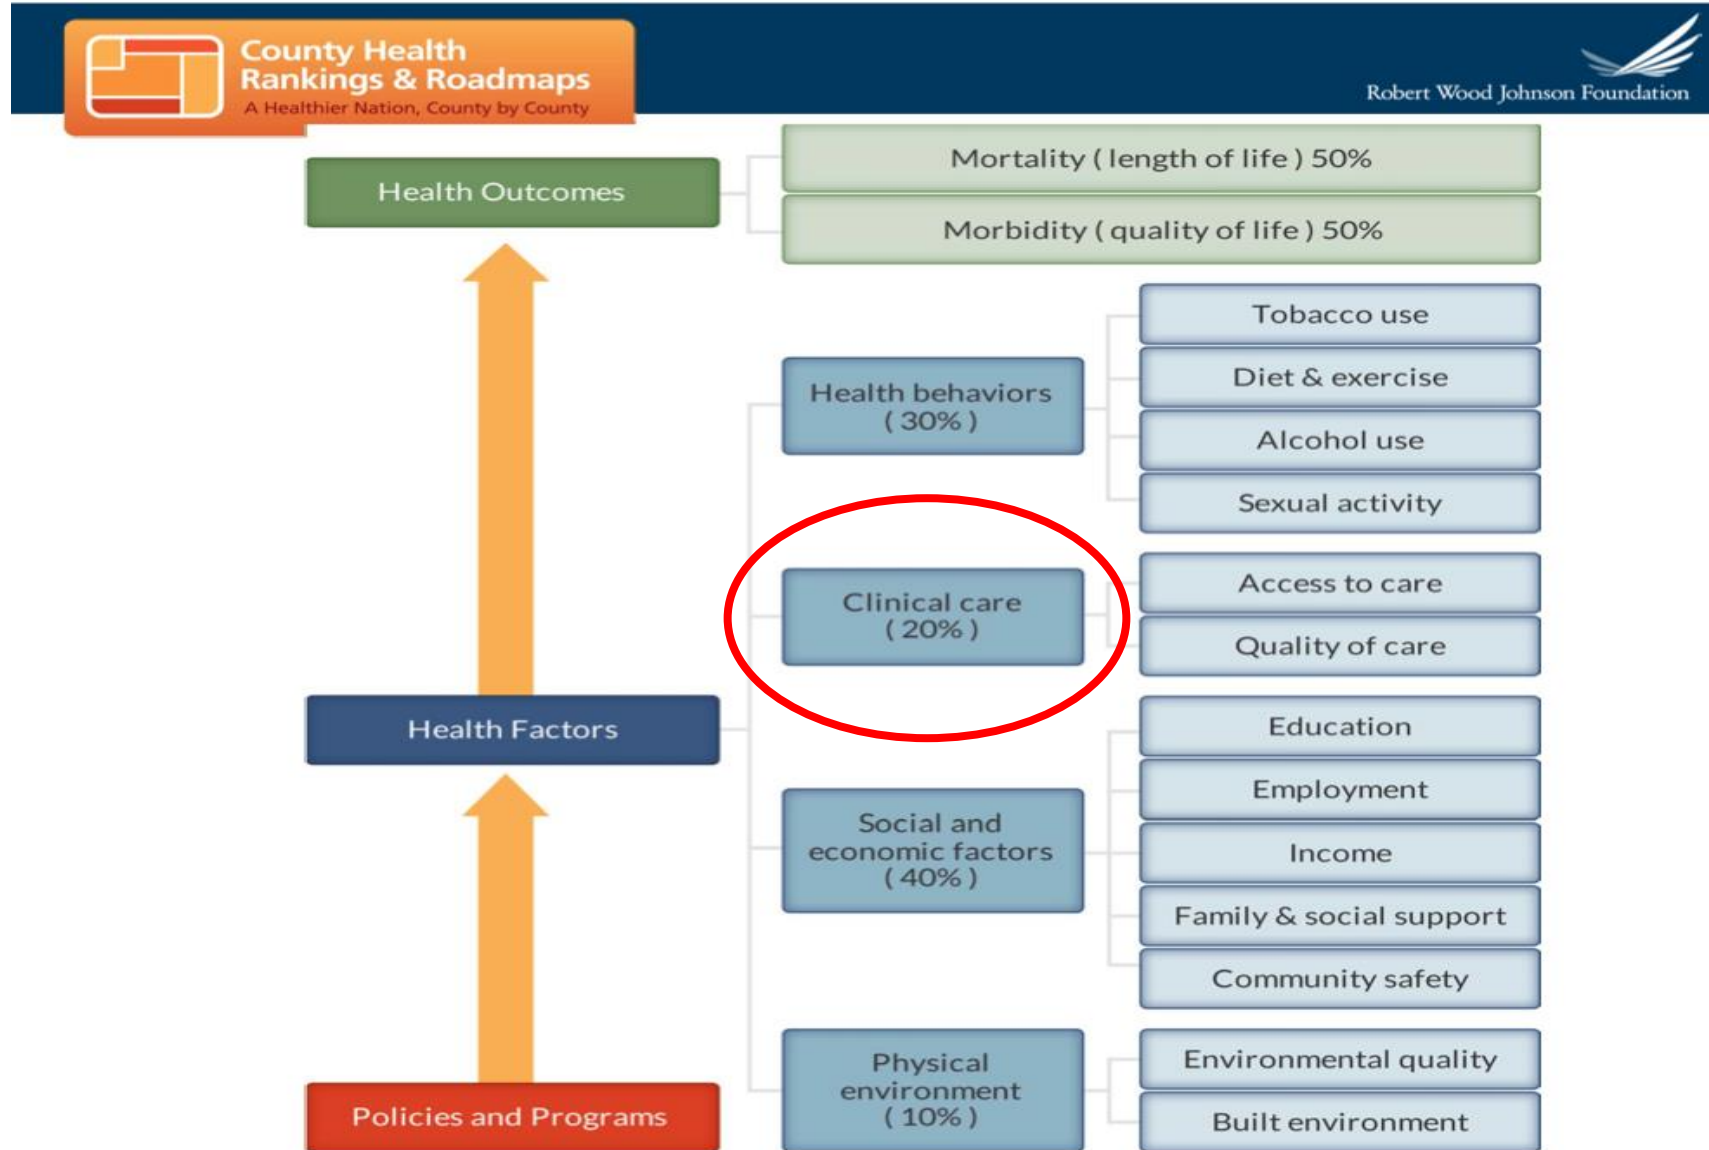 County Health
Rankings & Roadmaps
A Healthier Nation, County by County
Robert Wood Johnson Foundation
Health Outcomes
Mortality ( length of life ) 50%
Morbidity ( quality of life ) 50%
Health Factors
Health behaviors
( 30% )
Tobacco use
Diet & exercise
Alcohol use
Sexual activity
Clinical care
( 20% )
Access to care
Quality of care
Social and
economic factors
( 40% )
Education
Employment
Income
Family & social support
Community safety
Physical
environment
( 10% )
Environmental quality
Built environment
Policies and Programs